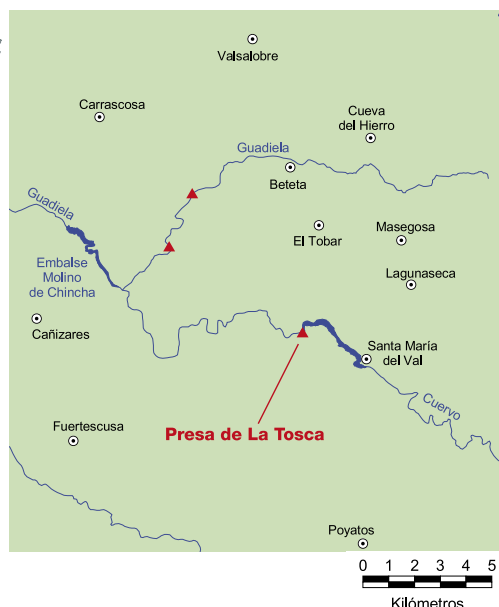 Valsalobre
Carrascosa
Cueva
del Hierro
Guadiela
Beteta
Guadiela
El Tobar
Masegosa
Embalse
Molino
de Chincha
Lagunaseca
Cañizares
Santa María
del Val
Cuervo
Presa de La Tosca
Fuertescusa
Poyatos
0 1 2 3 4 5
Kilómetros